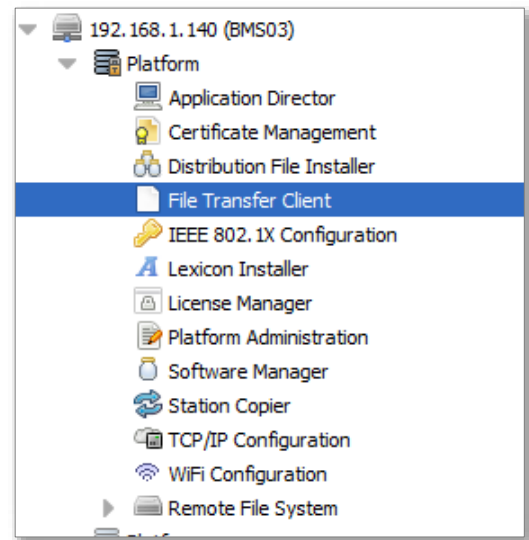 192.168.1.140 (BMS03)
Platform
Application Director
Certificate Management
Distribution File Installer
File Transfer Client
IEEE 802.1X Configuration
Lexicon Installer
License Manager
Platform Administration
Software Manager
Station Copier
TCP/IP Configuration
WiFi Configuration
Remote File System